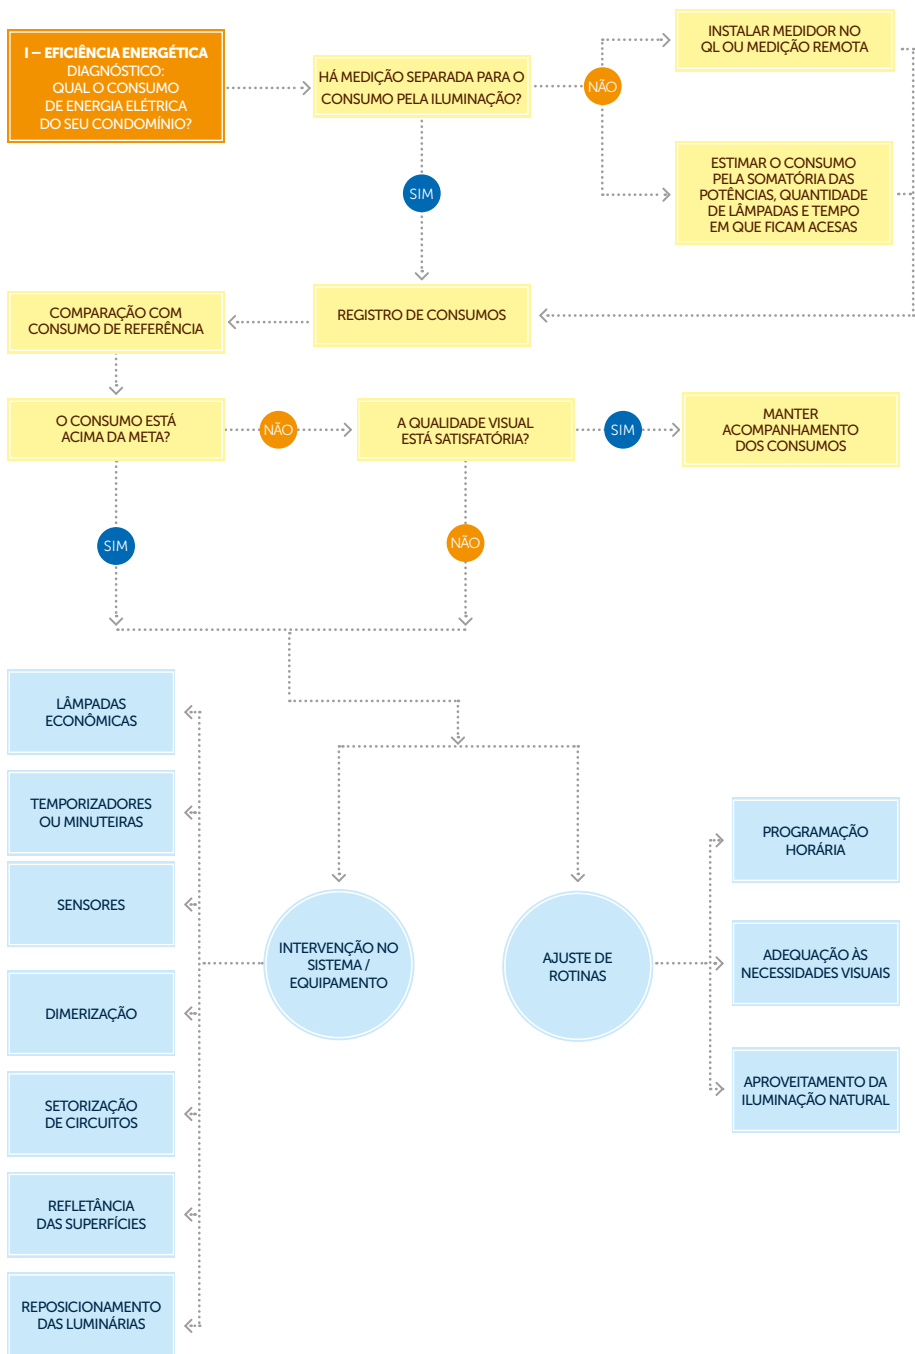 I – EFICIÊNCIA ENERGÉTICA
DIAGNÓSTICO:
QUAL O CONSUMO
DE ENERGIA ELÉTRICA
DO SEU CONDOMÍNIO?
HÁ MEDIÇÃO SEPARADA PARA O
CONSUMO PELA ILUMINAÇÃO?
NÃO
INSTALAR MEDIDOR NO
QL OU MEDIÇÃO REMOTA
ESTIMAR O CONSUMO
PELA SOMATÓRIA DAS
POTÊNCIAS, QUANTIDADE
DE LÂMPADAS E TEMPO
EM QUE FICAM ACESAS
SIM
REGISTRO DE CONSUMOS
COMPARAÇÃO COM
CONSUMO DE REFERÊNCIA
O CONSUMO ESTÁ
ACIMA DA META?
NÃO
A QUALIDADE VISUAL
ESTÁ SATISFATÓRIA?
SIM
MANTER
ACOMPANHAMENTO
DOS CONSUMOS
SIM
NÃO
LÂMPADAS
ECONÔMICAS
TEMPORIZADORES
OU MINUTEIRAS
SENSORES
DIMERIZAÇÃO
SETORIZAÇÃO
DE CIRCUITOS
REFLETÂNCIA
DAS SUPERFÍCIES
REPOSICIONAMENTO
DAS LUMINÁRIAS
INTERVENÇÃO NO
SISTEMA /
EQUIPAMENTO
AJUSTE DE
ROTINAS
PROGRAMAÇÃO
HORÁRIA
ADEQUAÇÃO ÀS
NECESSIDADES VISUAIS
APROVEITAMENTO DA
ILUMINAÇÃO NATURAL